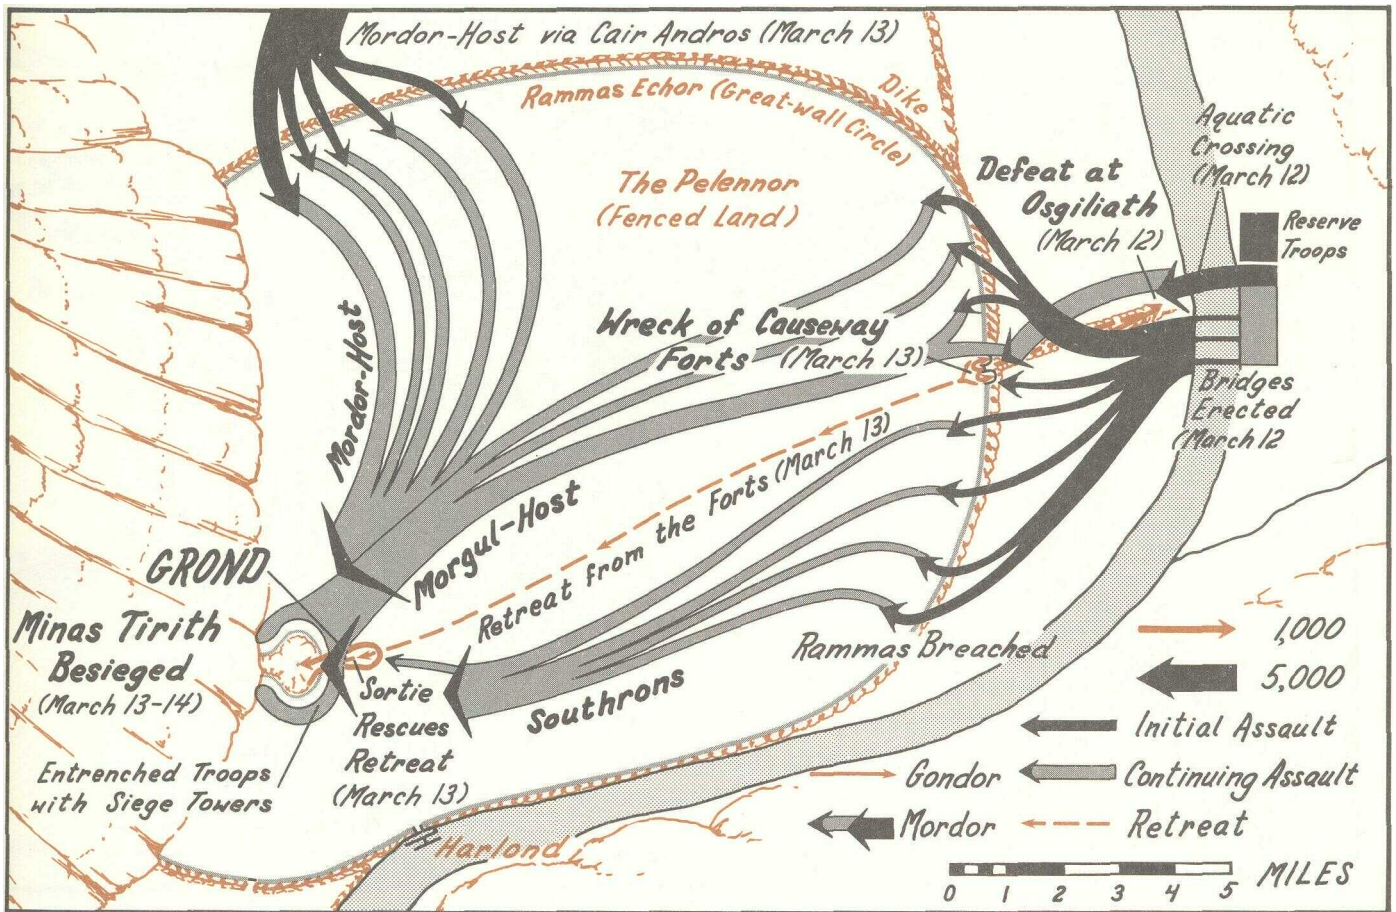 Mordor-Host via Cair Andros (March 13)
Rammas Echor (Great-wall Circle)
Dike
Aquatic
Crossing
(March 12)
The Pelennor
(Fenced Land)
Defeat at
Osgiliath
(March 12)
Reserve
Troops
Wreck of Causeway
Forts (March 13)
Mordor-Host
Bridges
Erected
(March 12
Retreat from the Forts (March 13)
Morgul-Host
GROND
Minas Tirith
Besieged
(March 13-14)
Rammas Breached
Sortie
Rescues
Retreat
(March 13)
Southrons
Entrenched Troops
with Siege Towers
Harlond
1,000
5,000
Initial Assault
Gondor
Continuing Assault
Mordor
Retreat
0 1 2 3 4 5 MILES